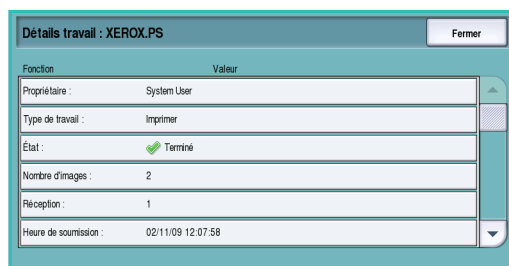 Détails travail : XEROX.PS
Fermer
Fonction Valeur
Propriétaire : System User
Type de travail : Imprimer
État : Terminé
Nombre d'images : 2
Réception : 1
Heure de soumission : 02/11/09 12:07:58